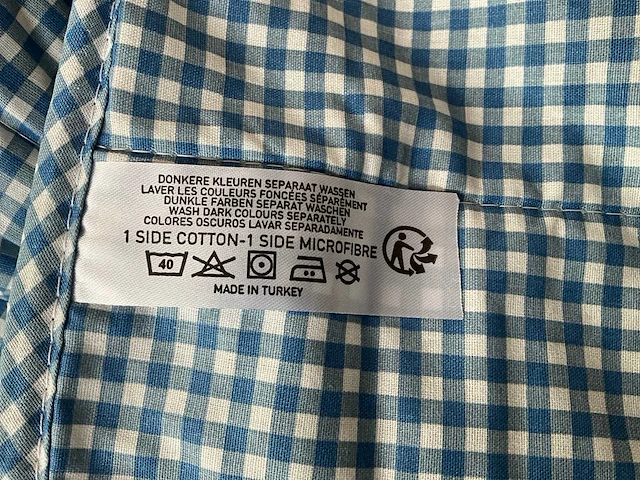 DONKERE KLEUREN SEPARAAT WASSEN
LAVER LES COULEURS FONCÉES SÉPARÉMENT
DUNKLE FARBEN SEPARAT WASCHEN
WASH DARK COLOURS SEPARATELY
COLORES OSCUROS LAVAR SEPARADAMENTE
1 SIDE COTTON-1 SIDE MICROFIBRE
40
MADE IN TURKEY